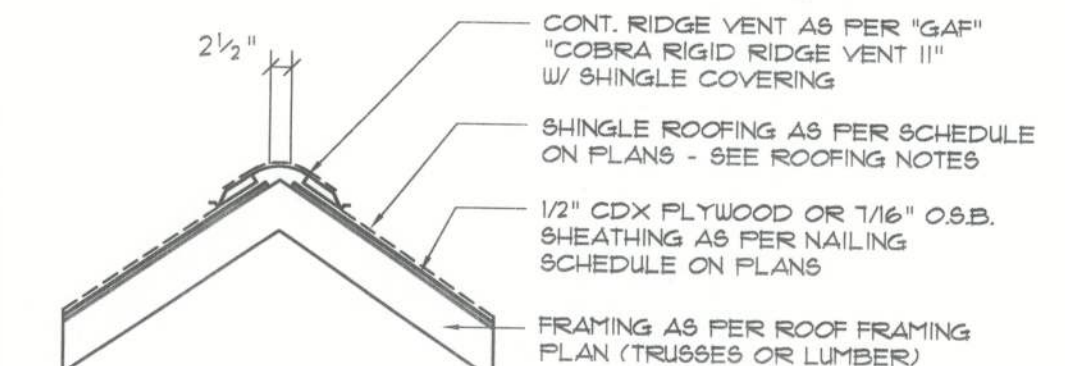 2 1/2"
CONT. RIDGE VENT AS PER "GAF"
"COBRA RIGID RIDGE VENT II"
W/ SHINGLE COVERING
SHINGLE ROOFING AS PER SCHEDULE
ON PLANS - SEE ROOFING NOTES
1/2" CDX PLYWOOD OR 7/16" O.S.B.
SHEATHING AS PER NAILING
SCHEDULE ON PLANS
FRAMING AS PER ROOF FRAMING
PLAN (TRUSSES OR LUMBER)